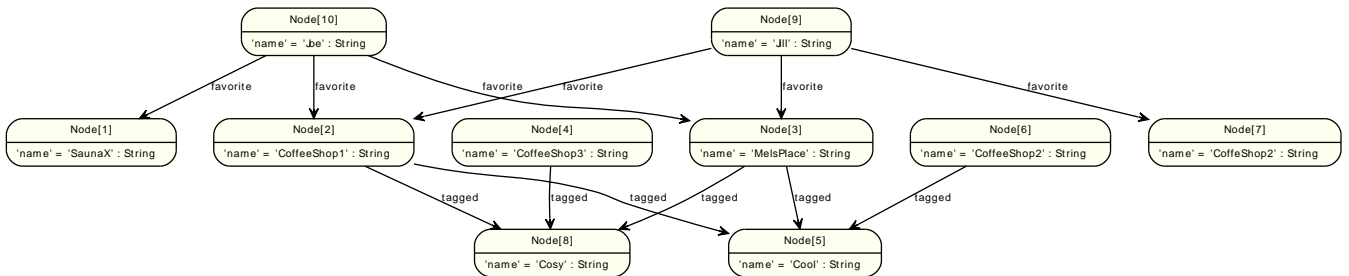 Node[10]
'name' = 'Joe' : String
Node[9]
'name' = 'Jill' : String
favorite
favorite
favorite
favorite
favorite
favorite
Node[1]
'name' = 'SaunaX' : String
Node[2]
'name' = 'CoffeeShop1' : String
Node[4]
'name' = 'CoffeeShop3' : String
Node[3]
'name' = 'MelsPlace' : String
Node[6]
'name' = 'CoffeeShop2' : String
Node[7]
'name' = 'CoffeShop2' : String
tagged
tagged
tagged
tagged
tagged
tagged
Node[8]
'name' = 'Cosy' : String
Node[5]
'name' = 'Cool' : String